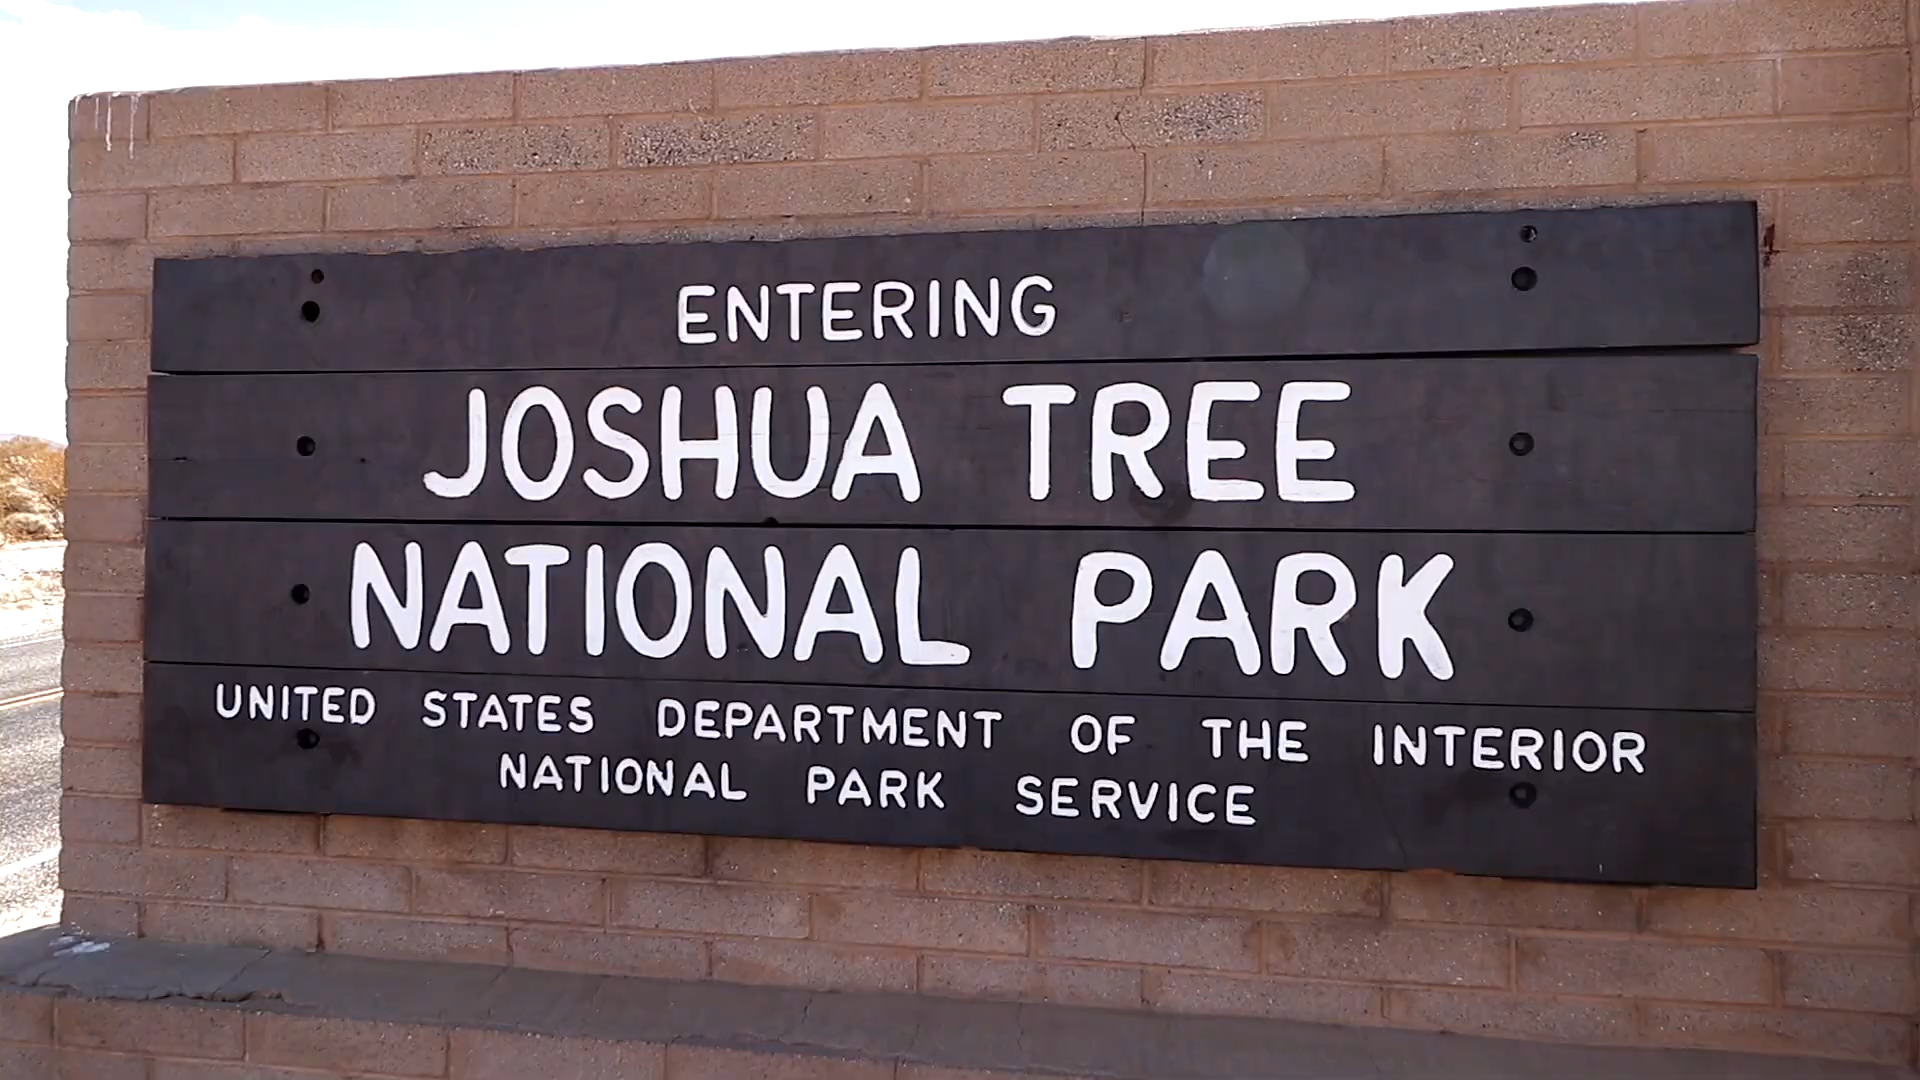 ENTERING
JOSHUA TREE
NATIONAL PARK
UNITED STATES DEPARTMENT OF THE INTERIOR
NATIONAL PARK SERVICE